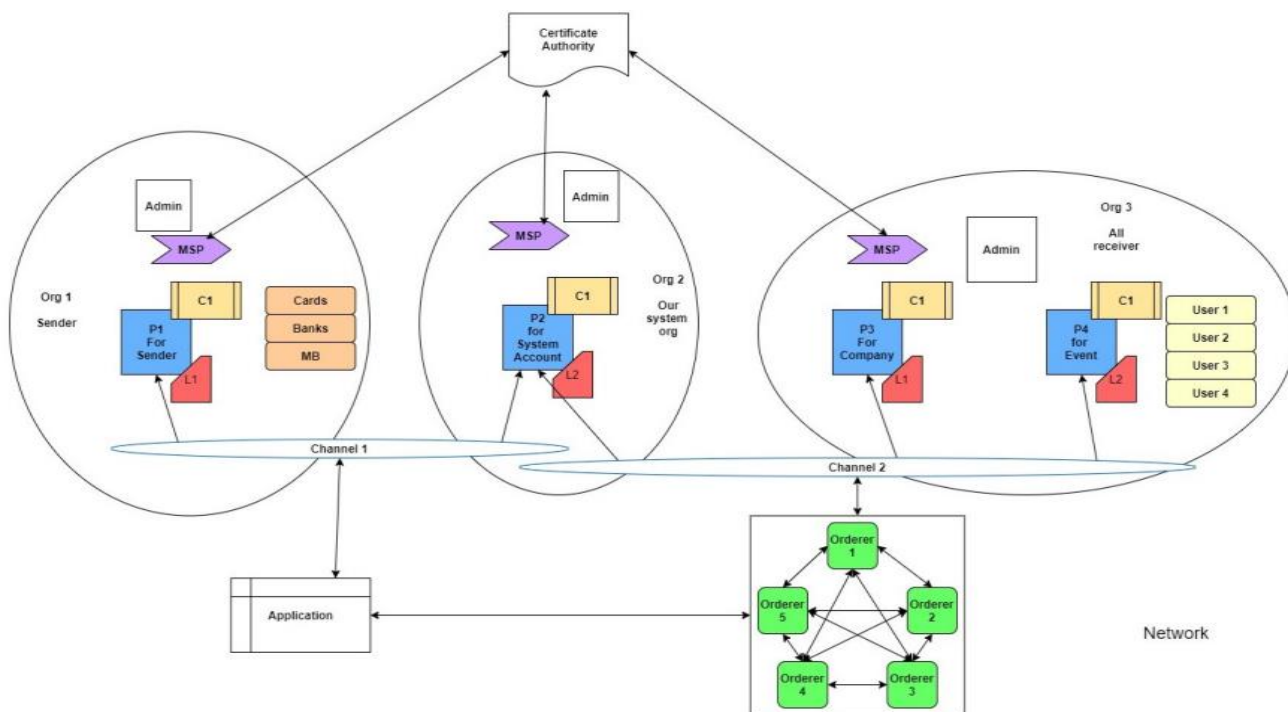 Certificate
Authority
Admin
MSP
Org 1
Sender
C1
P1
For
Sender
L1
Cards
Banks
MB
Admin
MSP
C1
P2
for
System
Account
L2
Org 2
Our
system
org
MSP
Admin
Org 3
All
receiver
C1
P3
For
Company
L1
C1
P4
for
Event
L2
User 1
User 2
User 3
User 4
Channel 1
Channel 2
Application
Orderer
1
Orderer
5
Orderer
2
Orderer
4
Orderer
3
Network